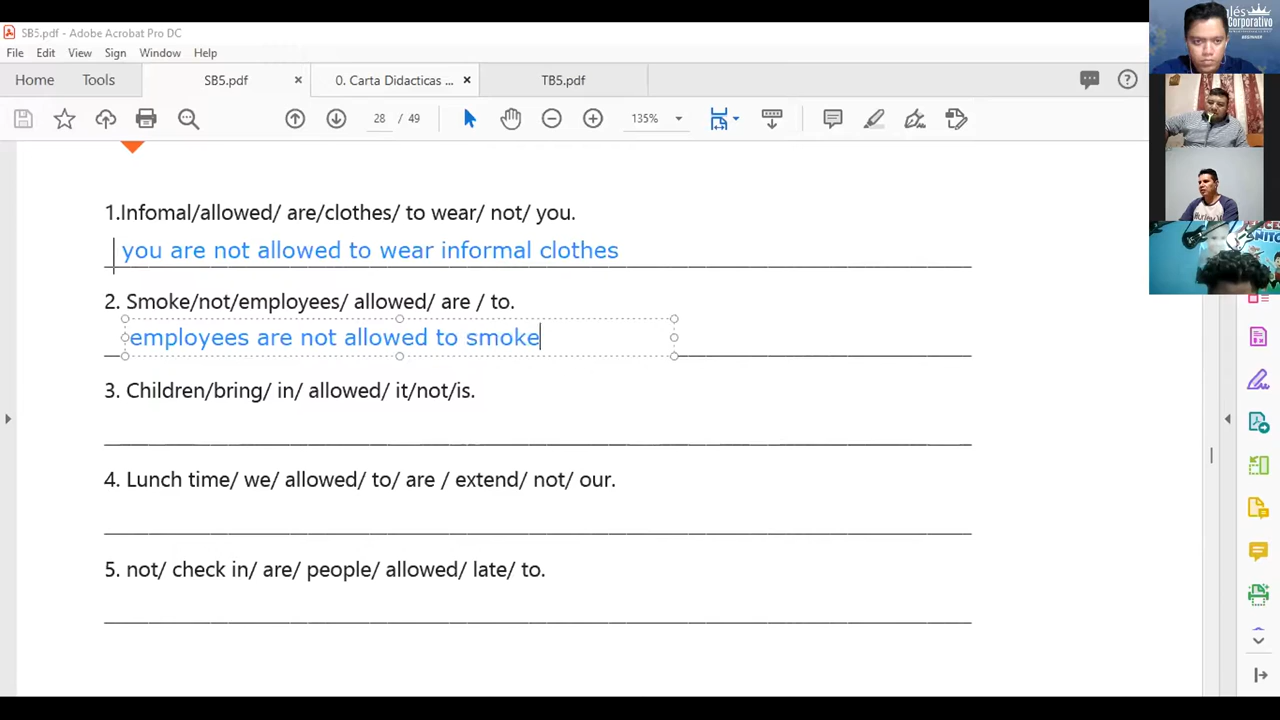 SB5.pdf - Adobe Acrobat Pro DC
File Edit View Sign Window Help
Home Tools SB5.pdf × 0. Carta Didacticas ... × TB5.pdf
28 / 49 135%
1.Infomal/allowed/ are/clothes/ to wear/ not/ you.
you are not allowed to wear informal clothes
2. Smoke/not/employees/ allowed/ are / to.
employees are not allowed to smoke
3. Children/bring/ in/ allowed/ it/not/is.
4. Lunch time/ we/ allowed/ to/ are / extend/ not/ our.
5. not/ check in/ are/ people/ allowed/ late/ to.
lés
Corporativo
BEGINNER